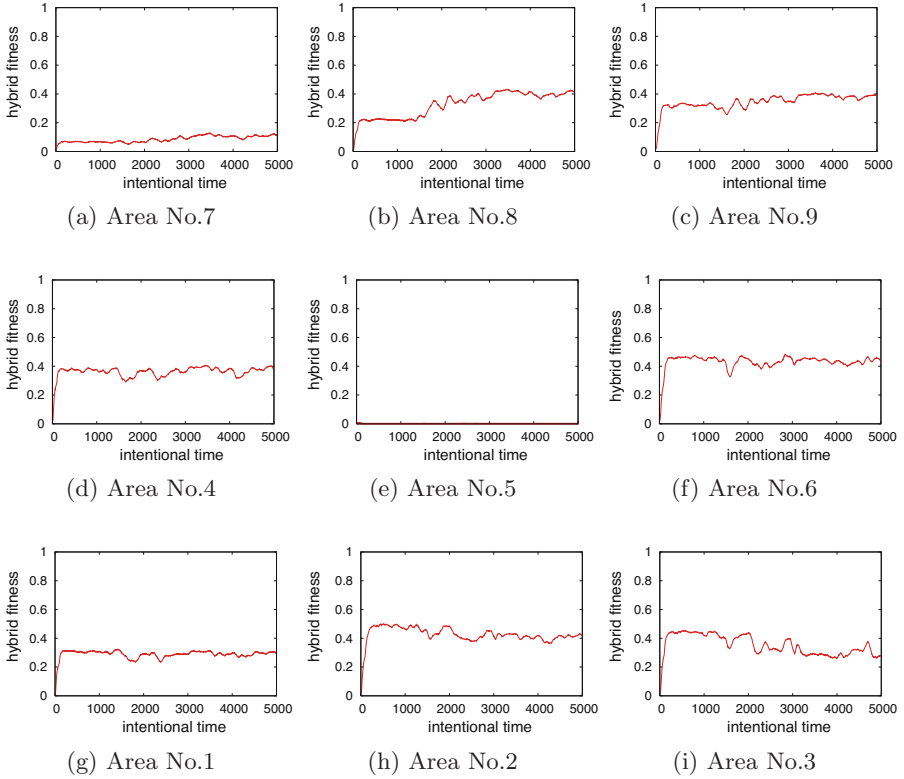 1
0.8
0.6
0.4
0.2
0
hybrid fitness
0 1000 2000 3000 4000 5000
intentional time
(a) Area No.7
1
0.8
0.6
0.4
0.2
0
hybrid fitness
0 1000 2000 3000 4000 5000
intentional time
(b) Area No.8
1
0.8
0.6
0.4
0.2
0
hybrid fitness
0 1000 2000 3000 4000 5000
intentional time
(c) Area No.9
1
0.8
0.6
0.4
0.2
0
hybrid fitness
0 1000 2000 3000 4000 5000
intentional time
(d) Area No.4
1
0.8
0.6
0.4
0.2
0
hybrid fitness
0 1000 2000 3000 4000 5000
intentional time
(e) Area No.5
1
0.8
0.6
0.4
0.2
0
hybrid fitness
0 1000 2000 3000 4000 5000
intentional time
(f) Area No.6
1
0.8
0.6
0.4
0.2
0
hybrid fitness
0 1000 2000 3000 4000 5000
intentional time
(g) Area No.1
1
0.8
0.6
0.4
0.2
0
hybrid fitness
0 1000 2000 3000 4000 5000
intentional time
(h) Area No.2
1
0.8
0.6
0.4
0.2
0
hybrid fitness
0 1000 2000 3000 4000 5000
intentional time
(i) Area No.3